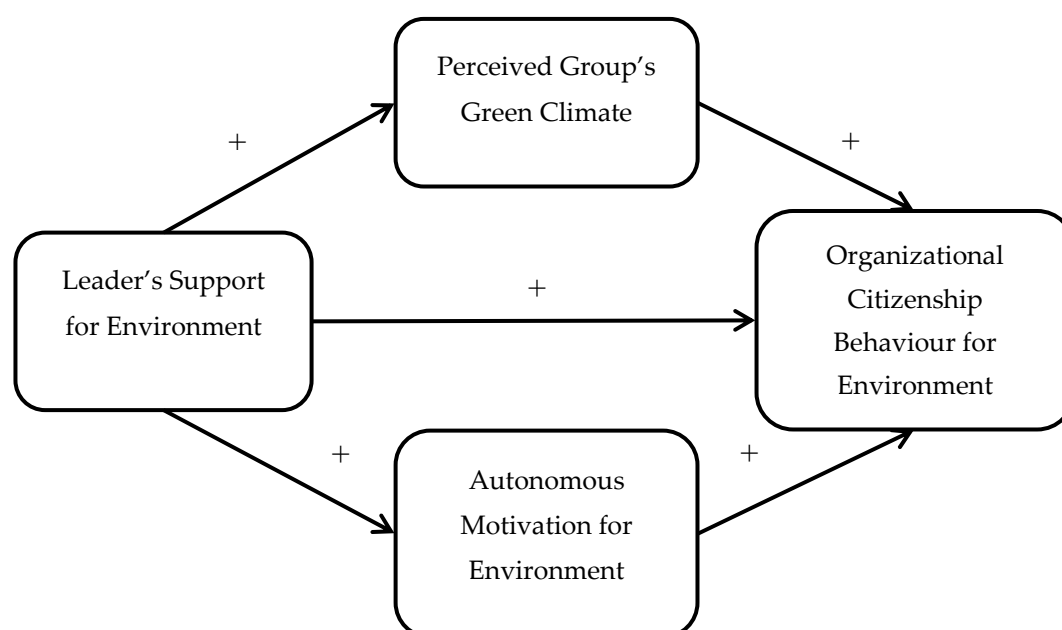 Perceived Group’s
Green Climate
+
+
Leader’s Support
for Environment
+
Organizational
Citizenship
Behaviour for
Environment
+
+
Autonomous
Motivation for
Environment